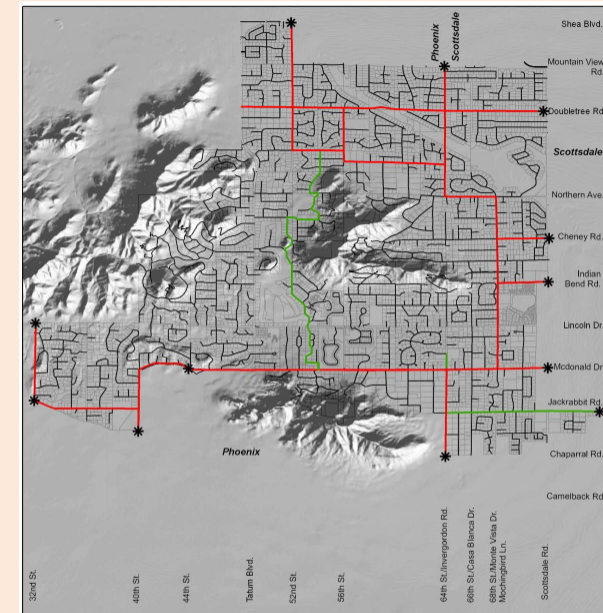 Shea Blvd.
Phoenix
Scottsdale
Mountain View
Rd.
Doubletree Rd
Scottsdale
Northern Ave.
Cheney Rd.
Indian
Bend Rd.
Lincoln Dr.
Mcdonald Dr
Jackrabbit Rd.
Phoenix
Chaparral Rd.
Camelback Rd
32nd St.
40th St.
44th St.
Tatum Blvd.
52nd St.
56th St.
64th St./Invergordon Rd.
66th St./Casa Blanca Dr.
68th St./Monte Vista Dr.
Mochingbird Ln.
Scottsdale Rd.